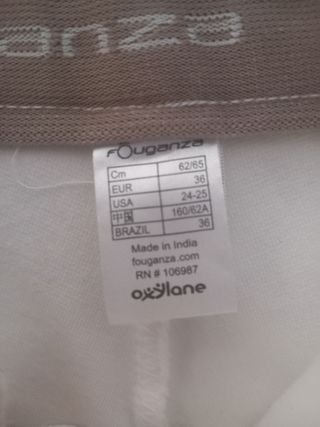 anza
fOuganza
Cm 62/65
EUR 36
USA 24-25
中国 160/62A
BRAZIL 36
Made in India
fouganza.com
RN # 106987
oxylane